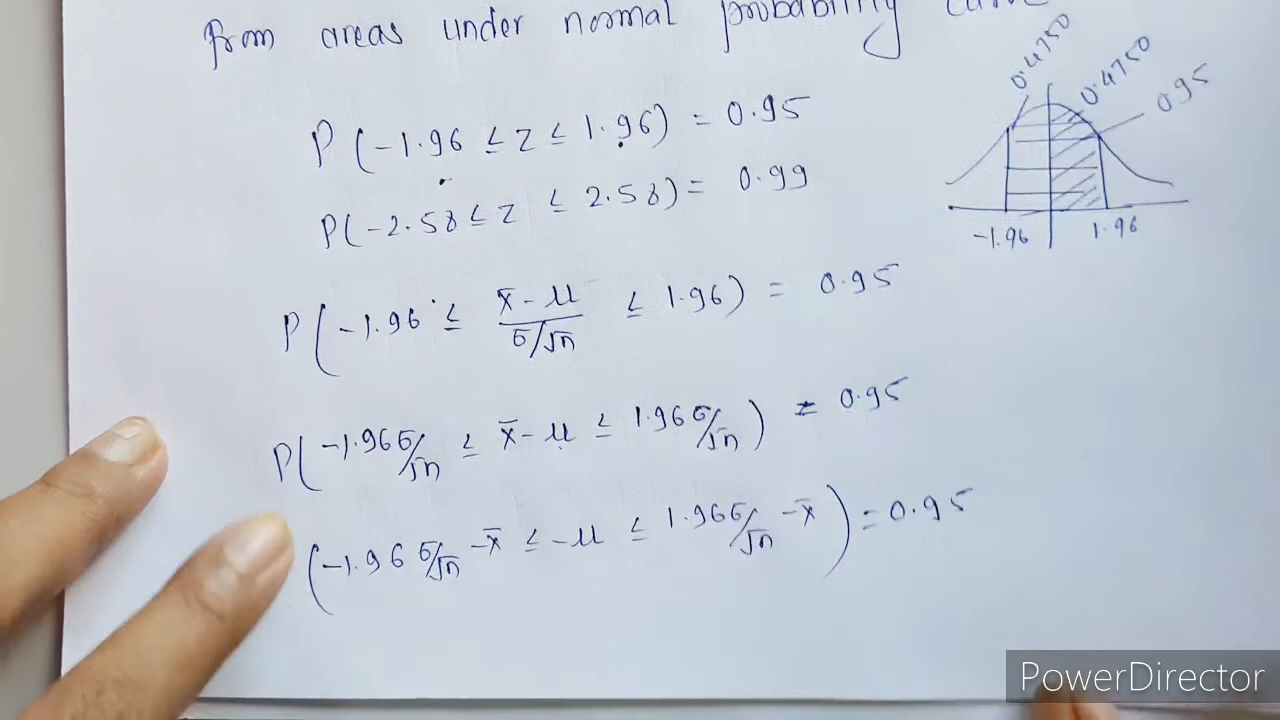 from areas under normal probability
0.4750
0.4750
0.95
P(-1.96 ≤ z ≤ 1.96) = 0.95
P(-2.58 ≤ z ≤ 2.58) = 0.99
-1.96 1.96
P(-1.96 ≤ x̄-μ / σ/√n ≤ 1.96) = 0.95
P(-1.96σ/√n ≤ x̄-μ ≤ 1.96σ/√n) = 0.95
(-1.96σ/√n -x̄ ≤ -μ ≤ 1.96σ/√n -x̄) = 0.95
PowerDirector